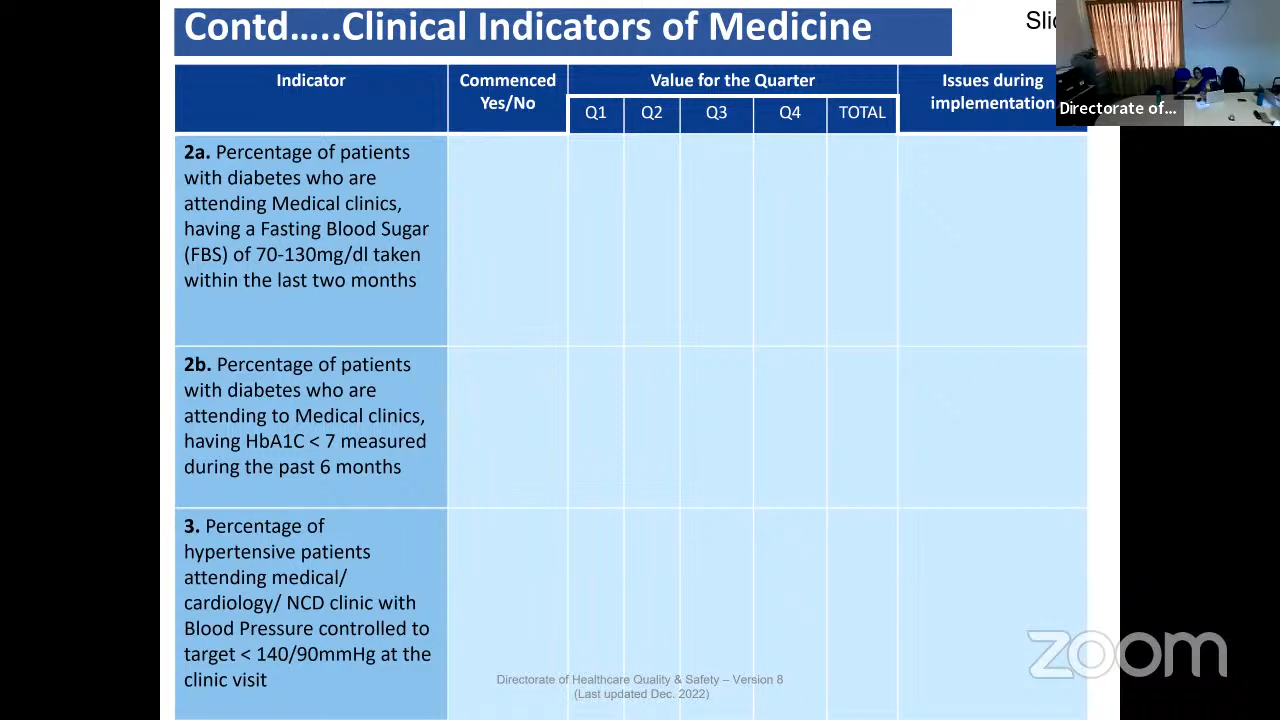 Contd…..Clinical Indicators of Medicine
Indicator
Commenced
Yes/No
Value for the Quarter
Issues during
implementation
Q1
Q2
Q3
Q4
TOTAL
Directorate of...
2a. Percentage of patients
with diabetes who are
attending Medical clinics,
having a Fasting Blood Sugar
(FBS) of 70-130mg/dl taken
within the last two months
2b. Percentage of patients
with diabetes who are
attending to Medical clinics,
having HbA1C < 7 measured
during the past 6 months
3. Percentage of
hypertensive patients
attending medical/
cardiology/ NCD clinic with
Blood Pressure controlled to
target < 140/90mmHg at the
clinic visit
Directorate of Healthcare Quality & Safety – Version 8
(Last updated Dec. 2022)
zoom